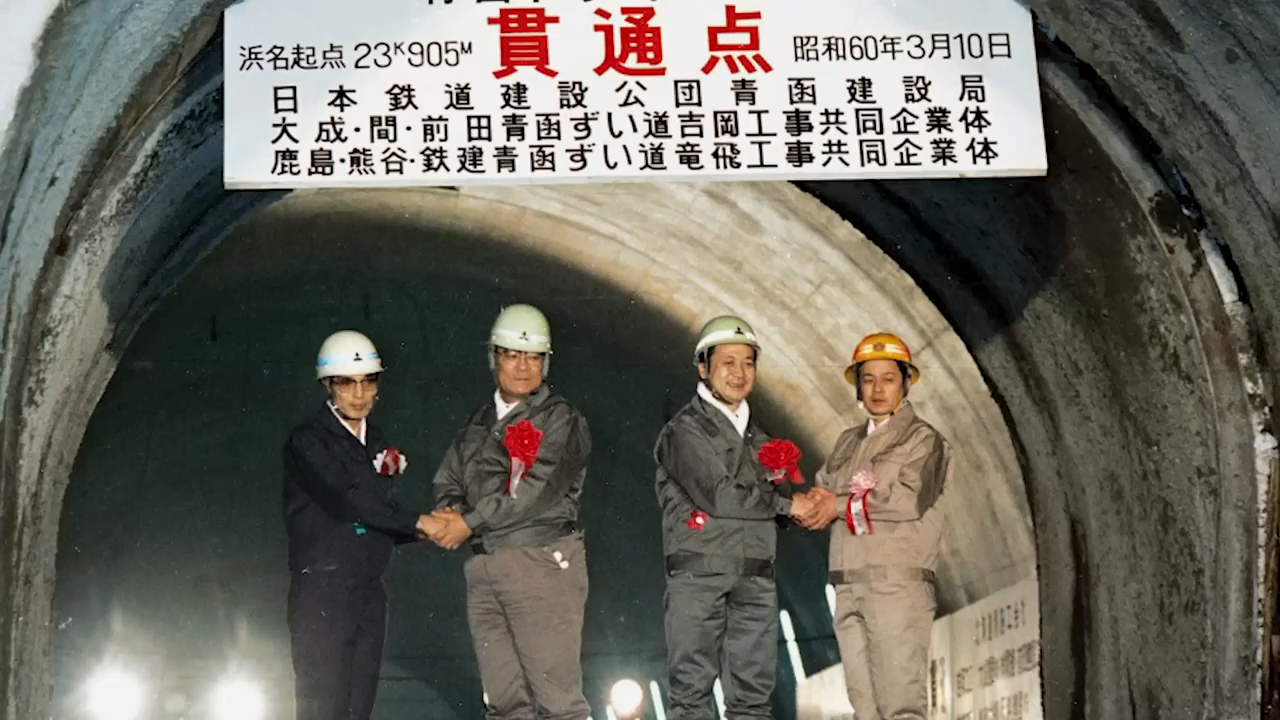 貫通点
浜名起点 23K905M
昭和60年3月10日
日本鉄道建設公団青函建設局
大成・間・前田青函ずい道吉岡工事共同企業体
鹿島・熊谷・鉄建青函ずい道竜飛工事共同企業体